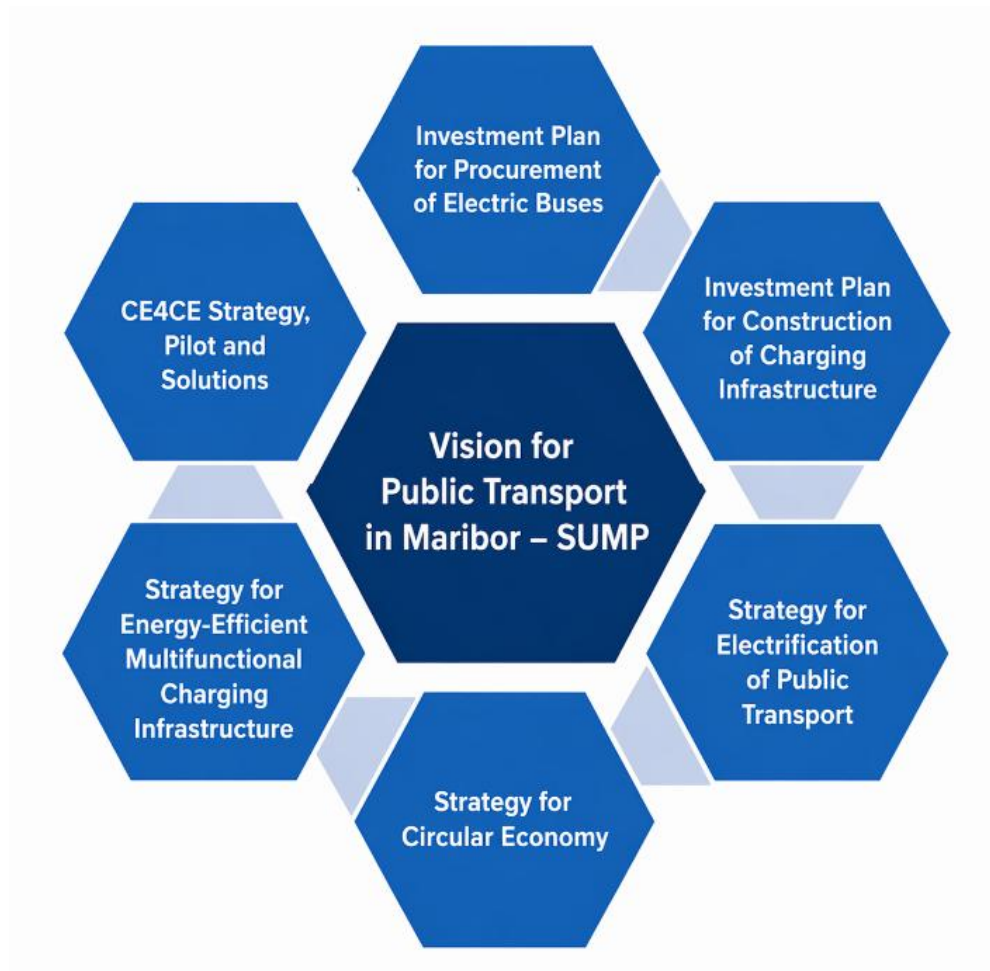 Investment Plan
for Procurement
of Electric Buses
Investment Plan
for Construction
of Charging
Infrastructure
Strategy for
Electrification
of Public
Transport
Strategy for
Circular Economy
Strategy for
Energy-Efficient
Multifunctional
Charging
Infrastructure
CE4CE Strategy,
Pilot and
Solutions
Vision for
Public Transport
in Maribor – SUMP